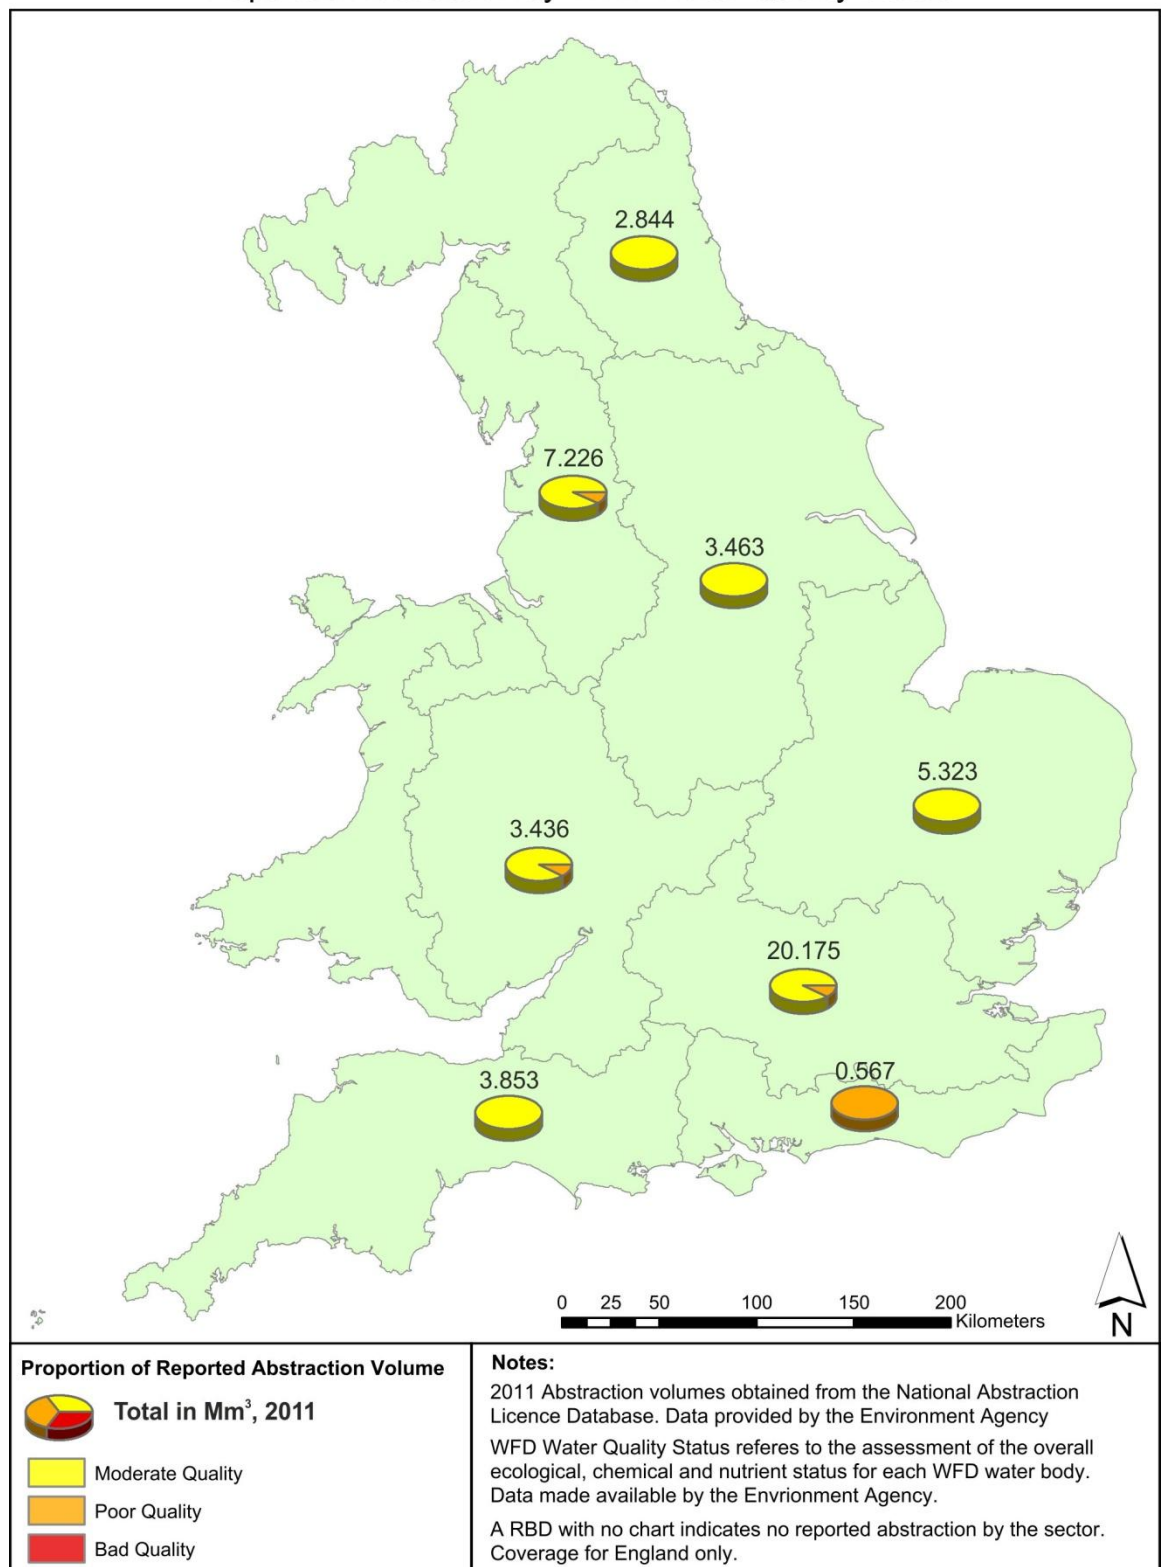 2.844
7.226
3.463
5.323
3.436
20.175
0.567
3.853
0 25 50 100 150 200
Kilometers
N
Proportion of Reported Abstraction Volume
Total in Mm³, 2011
Moderate Quality
Poor Quality
Bad Quality
Notes:
2011 Abstraction volumes obtained from the National Abstraction
Licence Database. Data provided by the Environment Agency
WFD Water Quality Status referes to the assessment of the overall
ecological, chemical and nutrient status for each WFD water body.
Data made available by the Envrionment Agency.
A RBD with no chart indicates no reported abstraction by the sector.
Coverage for England only.